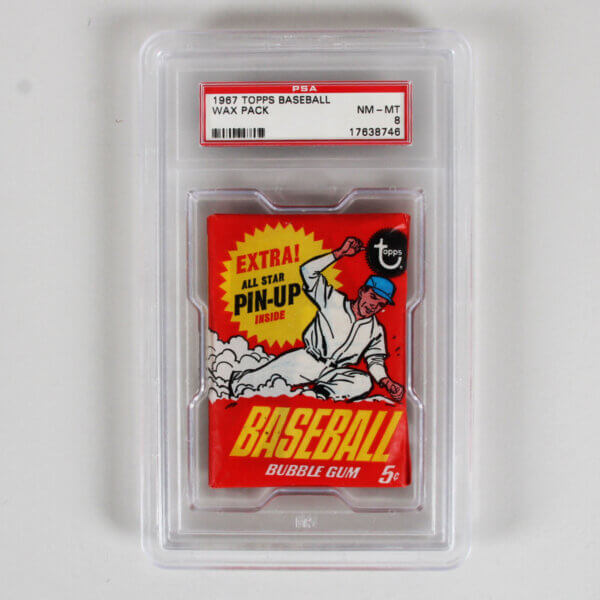 PSA
1967 TOPPS BASEBALL
WAX PACK
NM - MT
8
17638746
EXTRA!
ALL STAR
PIN-UP
INSIDE
topps
BASEBALL
BUBBLE GUM
5¢